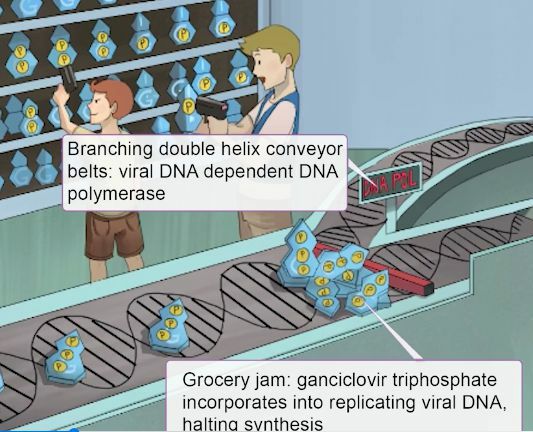 Branching double helix conveyor
belts: viral DNA dependent DNA
polymerase
DNA POL
Grocery jam: ganciclovir triphosphate
incorporates into replicating viral DNA,
halting synthesis